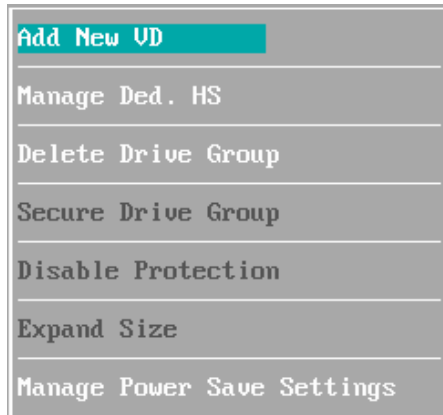 Add New VD
Manage Ded. HS
Delete Drive Group
Secure Drive Group
Disable Protection
Expand Size
Manage Power Save Settings